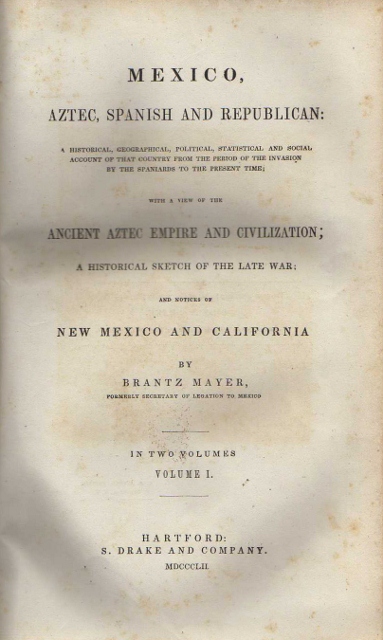 MEXICO,
AZTEC, SPANISH AND REPUBLICAN:
A HISTORICAL, GEOGRAPHICAL, POLITICAL, STATISTICAL AND SOCIAL
ACCOUNT OF THAT COUNTRY FROM THE PERIOD OF THE INVASION
BY THE SPANIARDS TO THE PRESENT TIME;
WITH A VIEW OF THE
ANCIENT AZTEC EMPIRE AND CIVILIZATION;
A HISTORICAL SKETCH OF THE LATE WAR;
AND NOTICES OF
NEW MEXICO AND CALIFORNIA
BY
BRANTZ MAYER,
FORMERLY SECRETARY OF LEGATION TO MEXICO
IN TWO VOLUMES
VOLUME I.
HARTFORD:
S. DRAKE AND COMPANY.
MDCCCLII.